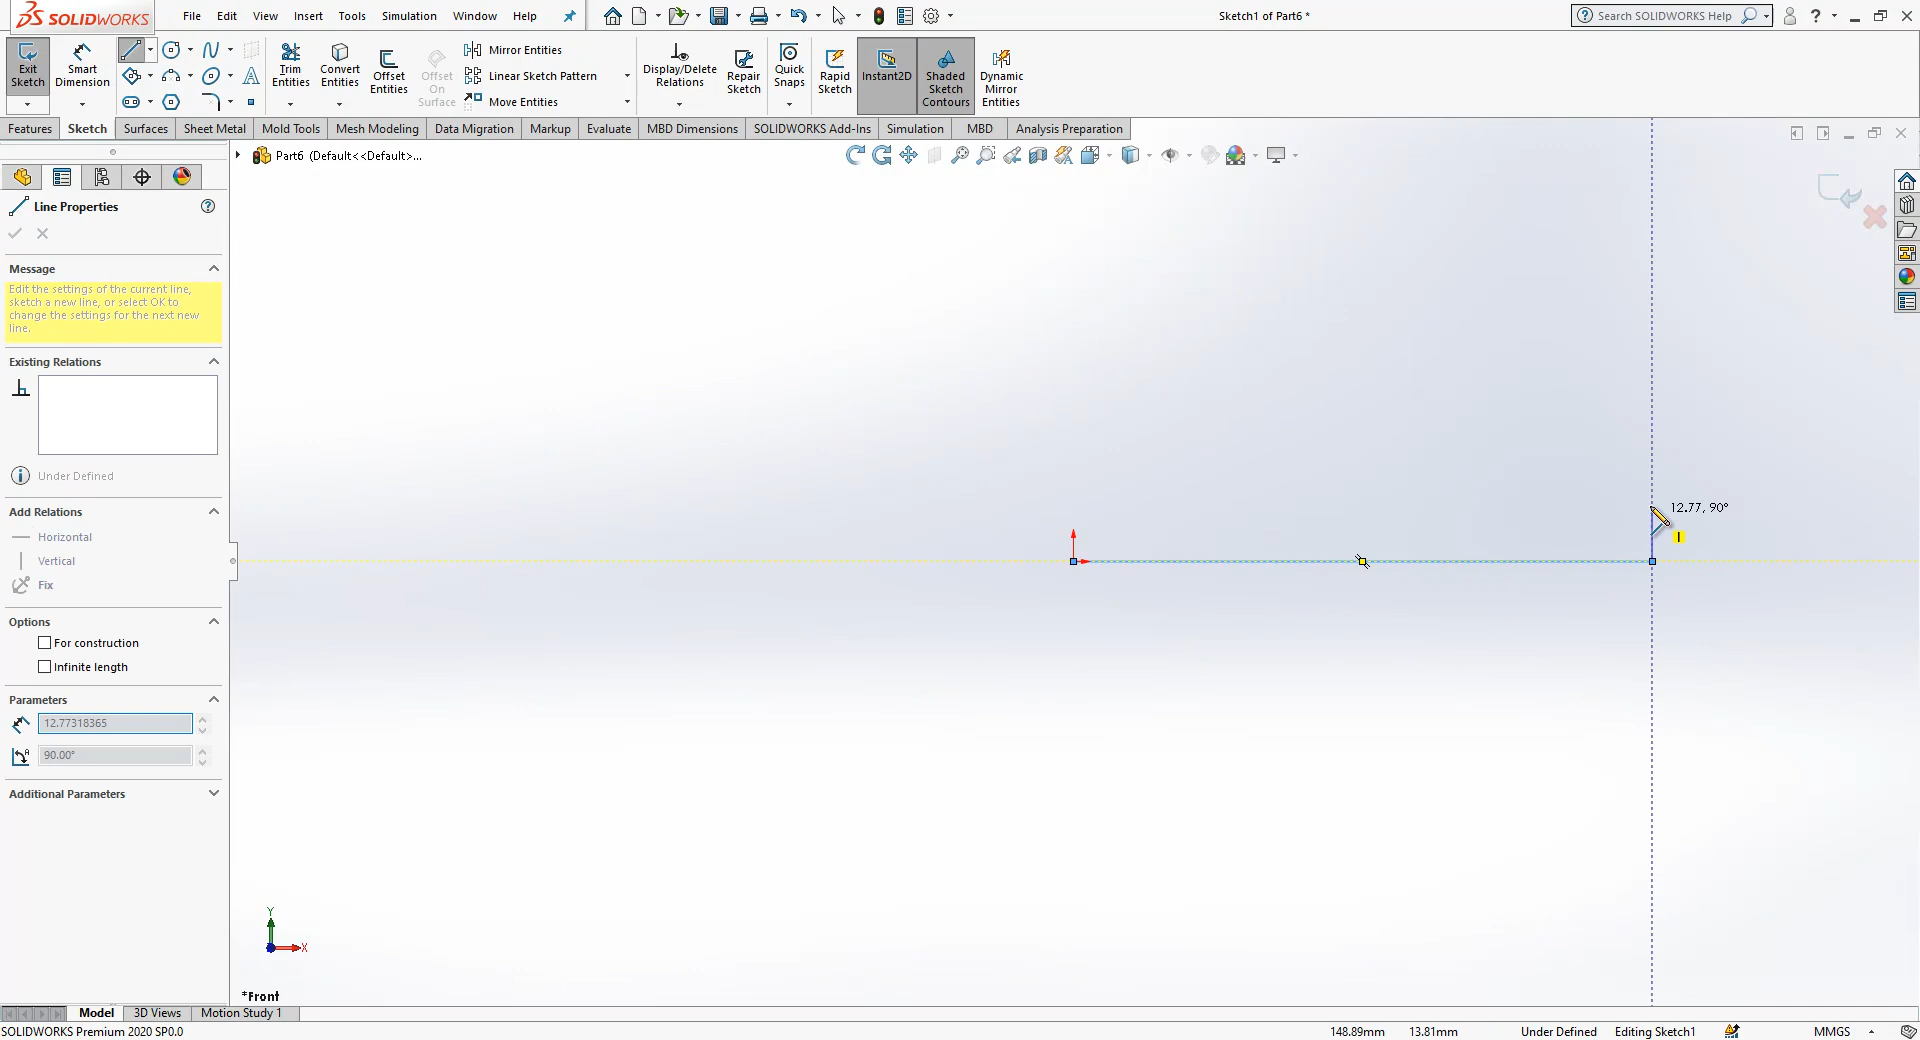 SOLIDWORKS File Edit View Insert Tools Simulation Window Help Sketch1 of Part6 * Search SOLIDWORKS Help
Exit Sketch Smart Dimension Trim Entities Convert Entities Offset Entities Offset On Surface Mirror Entities Linear Sketch Pattern Move Entities Display/Delete Relations Repair Sketch Quick Snaps Rapid Sketch Instant2D Shaded Sketch Contours Dynamic Mirror Entities
Features Sketch Surfaces Sheet Metal Mold Tools Mesh Modeling Data Migration Markup Evaluate MBD Dimensions SOLIDWORKS Add-Ins Simulation MBD Analysis Preparation
Part6 (Default<<Default>...
Line Properties
Message
Edit the settings of the current line,
sketch a new line, or select OK to
change the settings for the next new
line.
Existing Relations
Under Defined
Add Relations
Horizontal
Vertical
Fix
Options
For construction
Infinite length
Parameters
12.77318365
90.00°
Additional Parameters
12.77, 90°
Y
X
*Front
Model 3D Views Motion Study 1
SOLIDWORKS Premium 2020 SP0.0 148.89mm 13.81mm Under Defined Editing Sketch1 MMGS